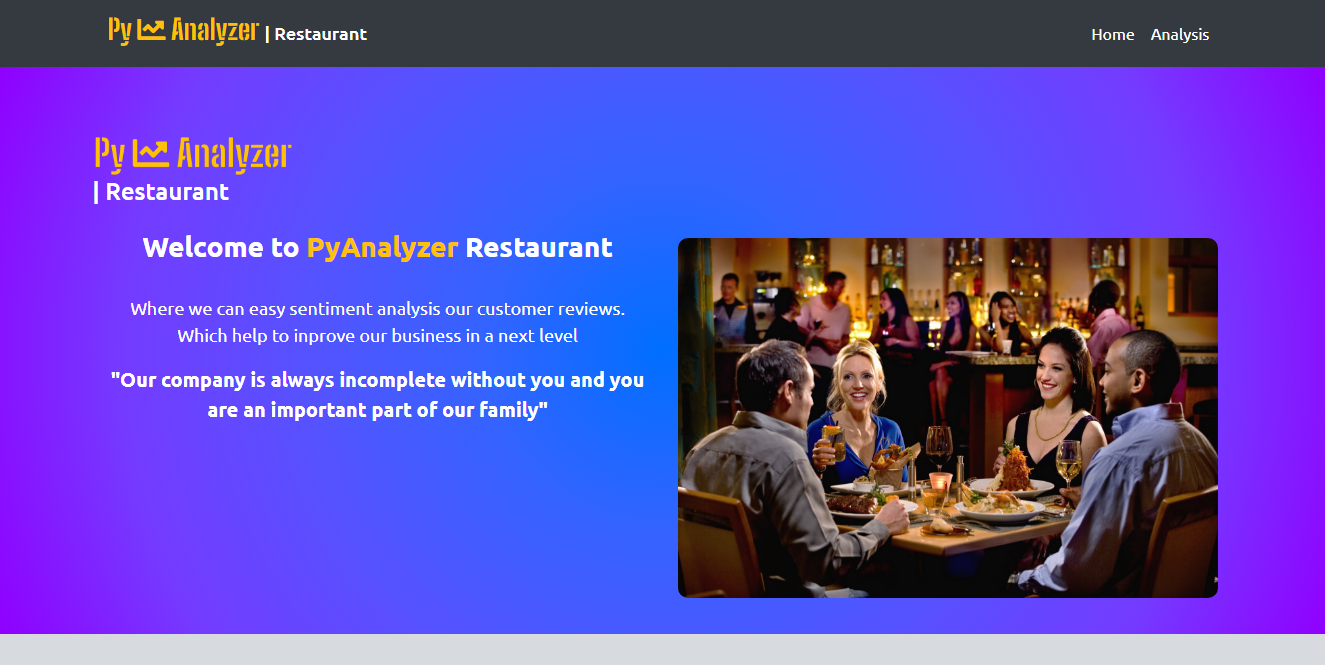 Py Analyzer | Restaurant
Home Analysis
Py Analyzer
| Restaurant
Welcome to PyAnalyzer Restaurant
Where we can easy sentiment analysis our customer reviews.
Which help to inprove our business in a next level
"Our company is always incomplete without you and you
are an important part of our family"